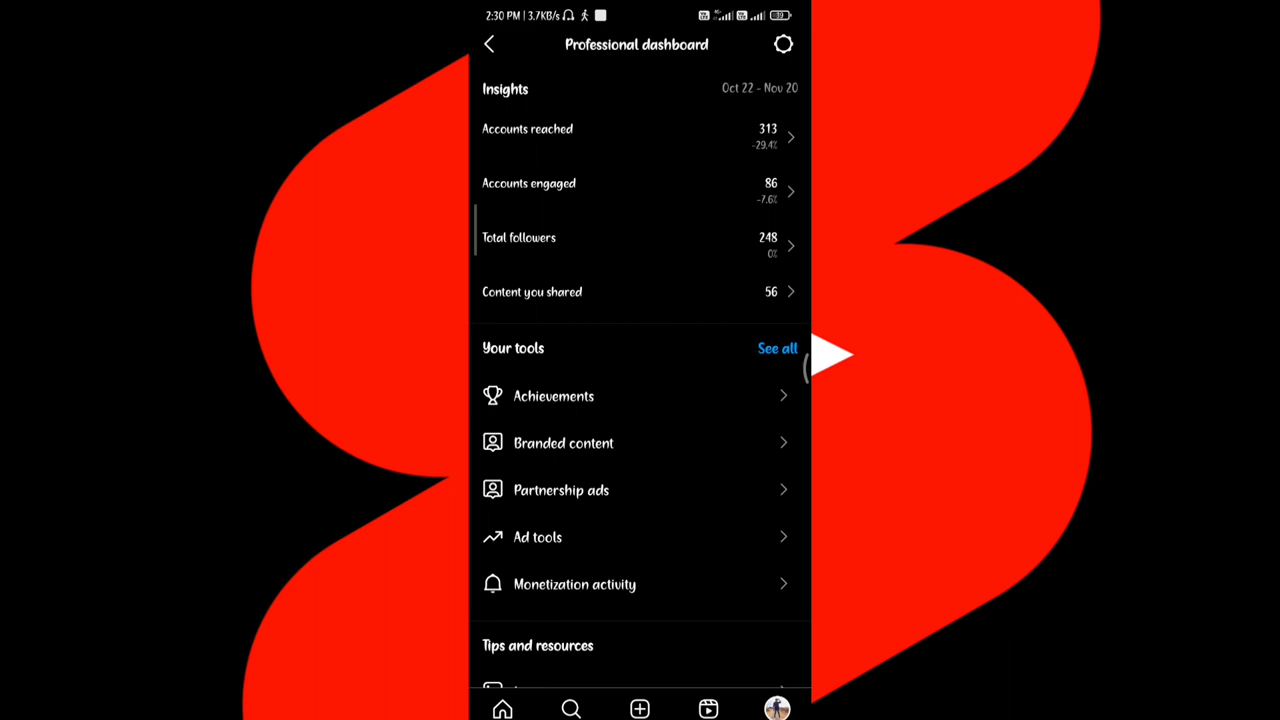 2:30 PM | 3.7KB/s 39
Professional dashboard
Insights Oct 22 - Nov 20
Accounts reached 313
-29.4%
Accounts engaged 86
-7.6%
Total followers 248
0%
Content you shared 56
Your tools See all
Achievements
Branded content
Partnership ads
Ad tools
Monetization activity
Tips and resources